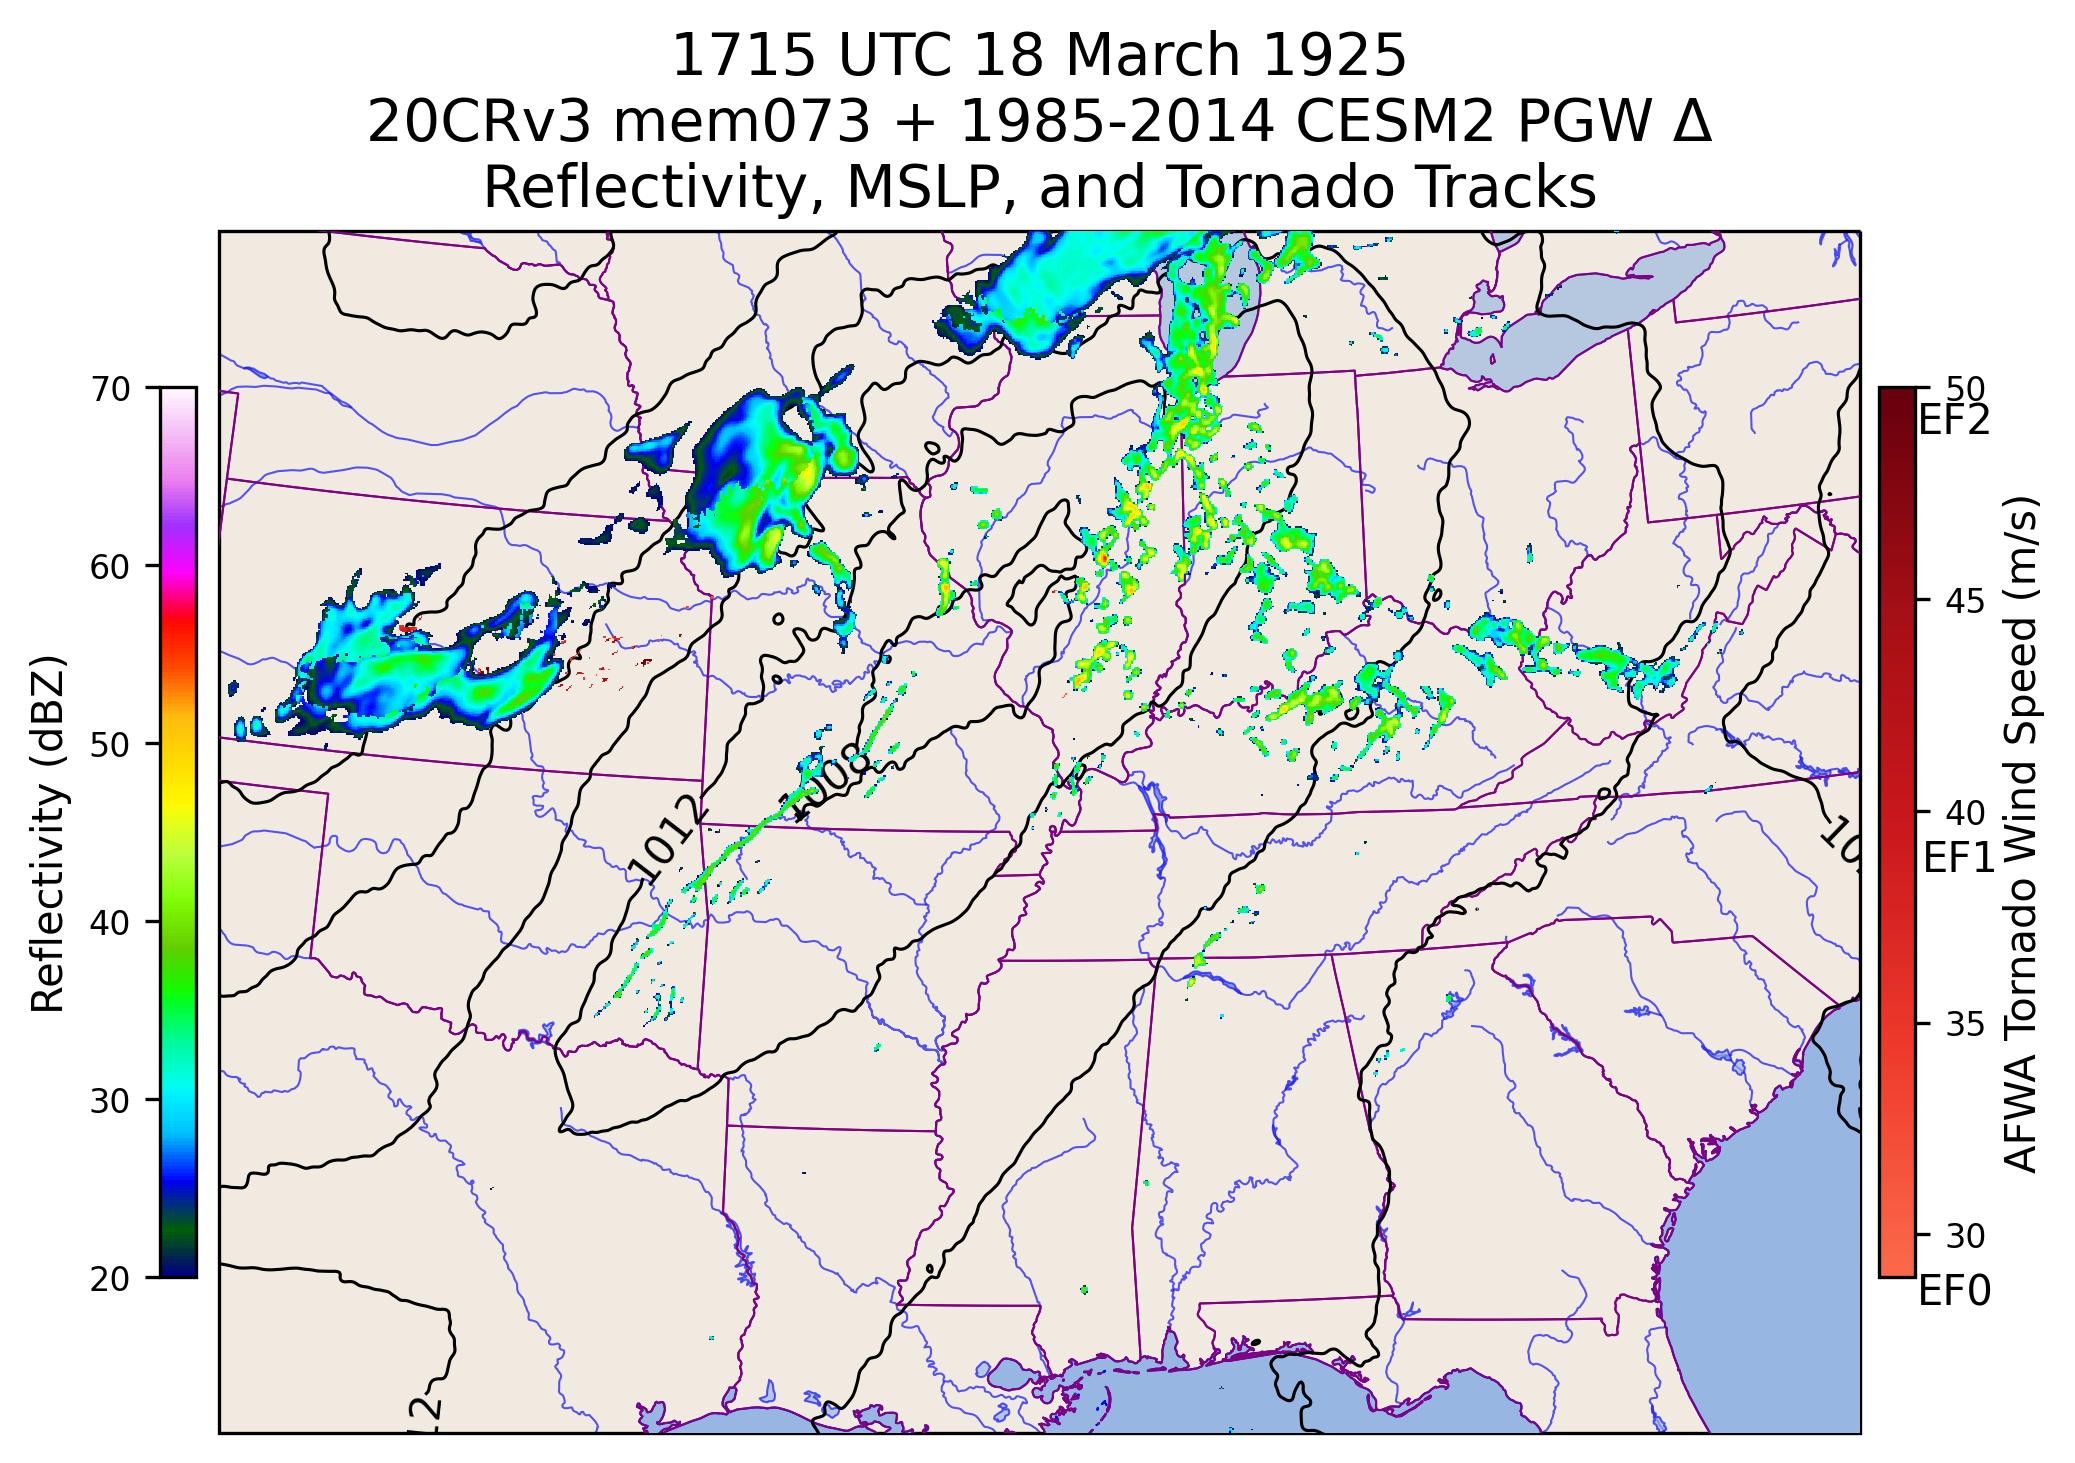 1715 UTC 18 March 1925
20CRv3 mem073 + 1985-2014 CESM2 PGW Δ
Reflectivity, MSLP, and Tornado Tracks
70
60
50
40
30
20
Reflectivity (dBZ)
1008
1012
50
EF2
45
40
EF1
35
30
EF0
AFWA Tornado Wind Speed (m/s)